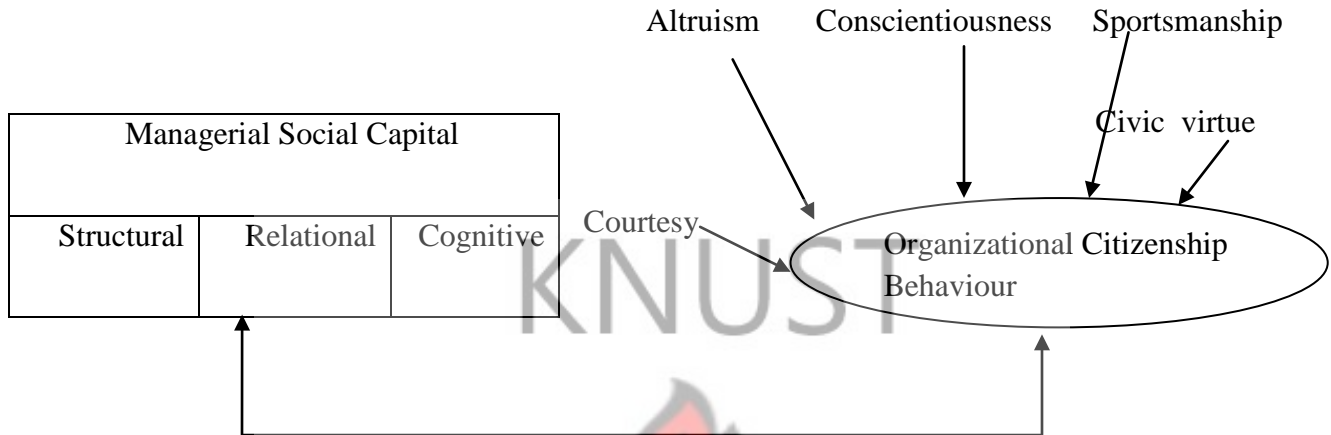 Altruism Conscientiousness Sportsmanship
Managerial Social Capital
Civic virtue
Structural Relational Cognitive
Courtesy
Organizational Citizenship
Behaviour
KNUST